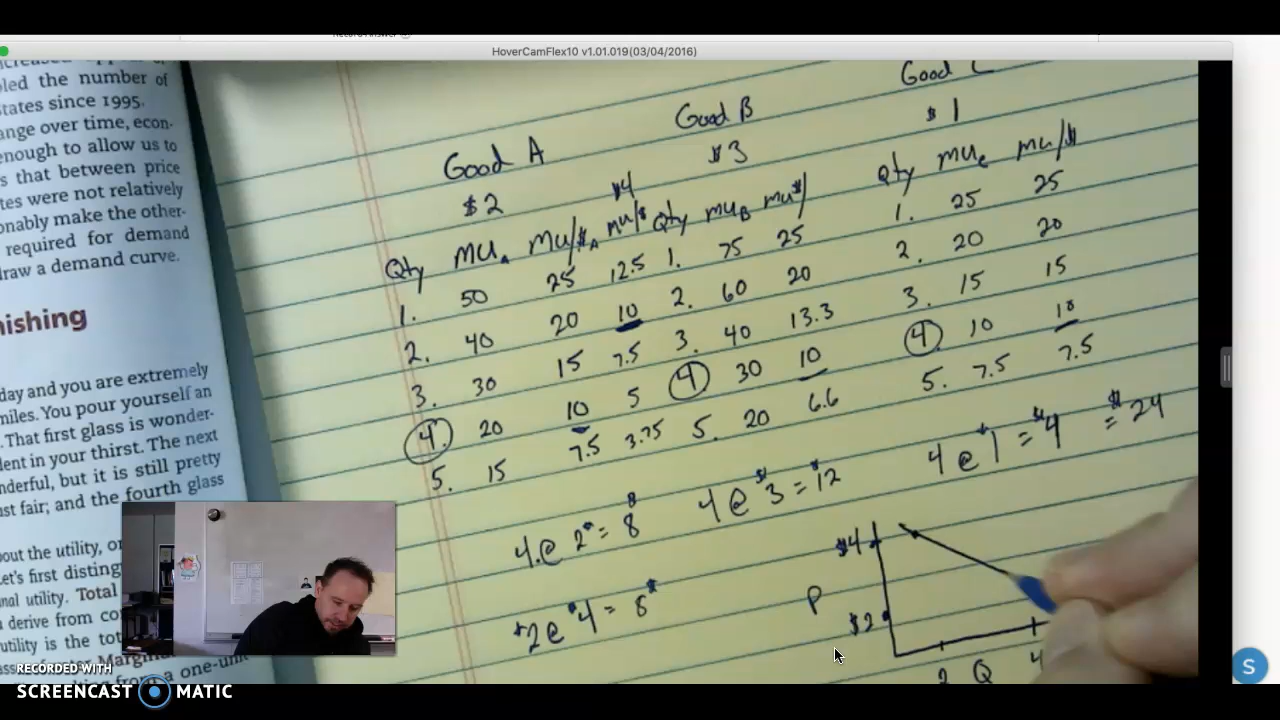 HoverCamFlex10 v1.01.019(03/04/2016)
pled the number of
tates since 1995.
ange over time, econ-
enough to allow us to
s that between price
tes were not relatively
onably make the other-
required for demand
draw a demand curve.
nishing
day and you are extremely
miles. You pour yourself an
That first glass is wonder-
dent in your thirst. The next
nderful, but it is still pretty
st fair; and the fourth glass
bout the utility, or
Let's first disting
nal utility. Total
derive from co
utility is the tot
Good A Good B Good C
$2 $4 $3 $1
Qty MU A MU/$ A MU/$ Qty MU B MU$/ Qty MU C MU/$
1. 50 25 12.5 1. 75 25 1. 25 25
2. 40 20 10 2. 60 20 2. 20 20
3. 30 15 7.5 3. 40 13.3 3. 15 15
4. 20 10 5 4 30 10 4 10 10
5. 15 7.5 3.75 5. 20 6.6 5. 7.5 7.5
4 @ 2$ = 8$ 4 @ $3 = $12 4 @ $1 = $4 = $24
2 @ $4 = 8$
$4
P
$2
2 Q 4
RECORDED WITH
SCREENCAST MATIC
S